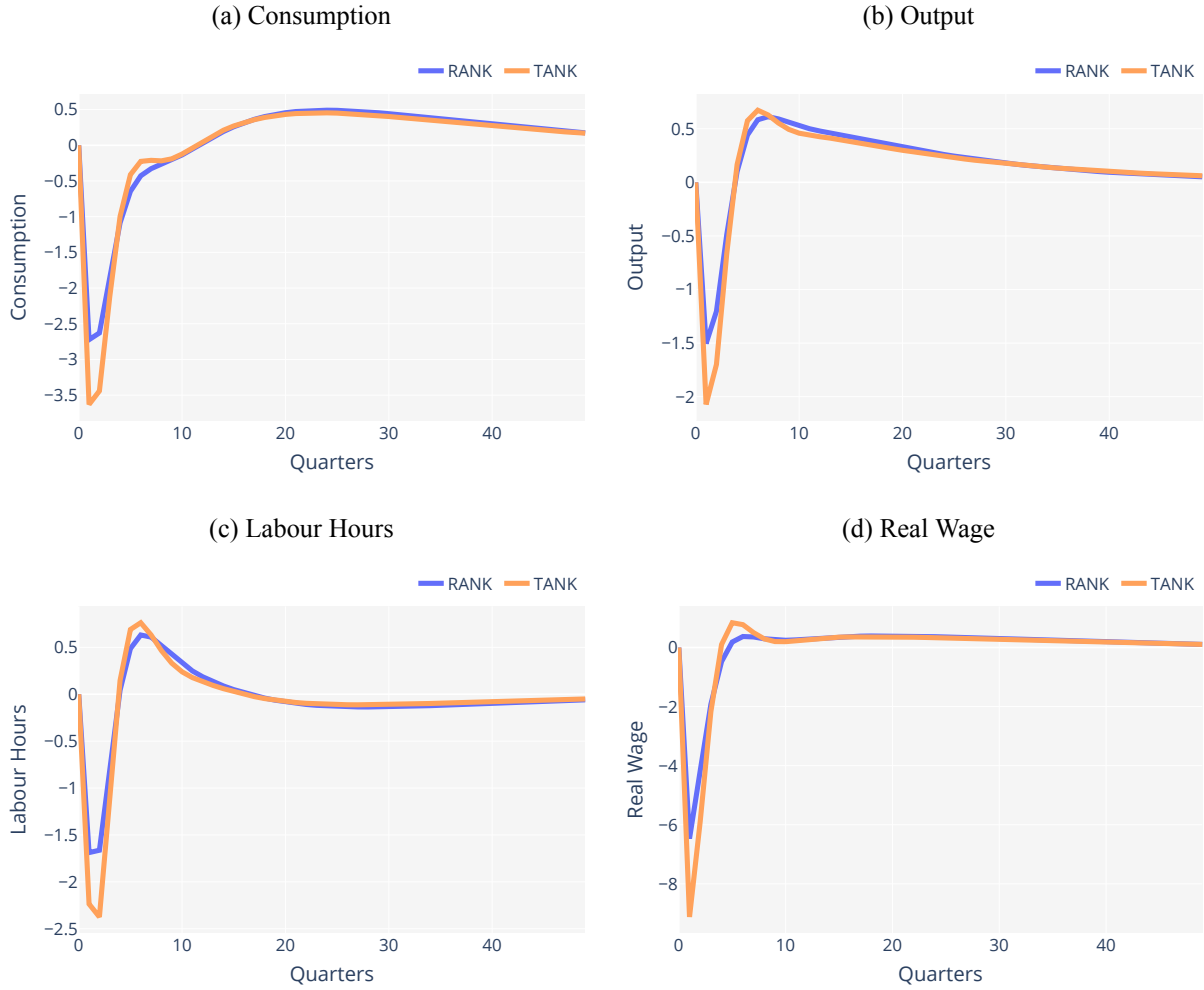 (a) Consumption
RANK TANK
0.5
0
−0.5
−1
−1.5
−2
−2.5
−3
−3.5
Consumption
0 10 20 30 40
Quarters
(b) Output
RANK TANK
0.5
0
−0.5
−1
−1.5
−2
Output
0 10 20 30 40
Quarters
(c) Labour Hours
RANK TANK
0.5
0
−0.5
−1
−1.5
−2
−2.5
Labour Hours
0 10 20 30 40
Quarters
(d) Real Wage
RANK TANK
0
−2
−4
−6
−8
Real Wage
0 10 20 30 40
Quarters